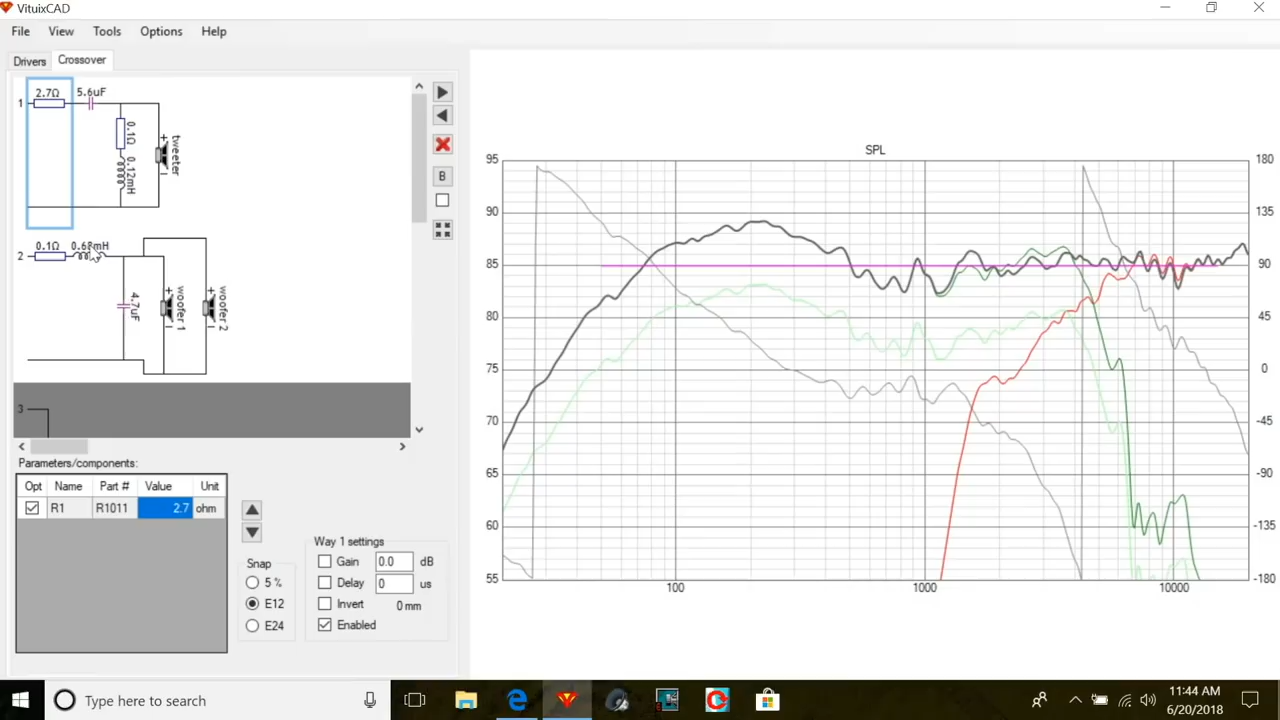 VituixCAD
File View Tools Options Help
Drivers Crossover
2.7Ω 5.6uF
1
0.1Ω
0.12mH
tweeter
0.1Ω 0.68mH
2
4.7uF
woofer 1
woofer 2
3
B
Parameters/components:
Opt Name Part # Value Unit
R1 R1011 2.7 ohm
Snap
5 %
E12
E24
Way 1 settings
Gain 0.0 dB
Delay 0 us
Invert 0 mm
Enabled
SPL
95 180
90 135
85 90
80 45
75 0
70 -45
65 -90
60 -135
55 -180
100 1000 10000
Type here to search
11:44 AM
6/20/2018